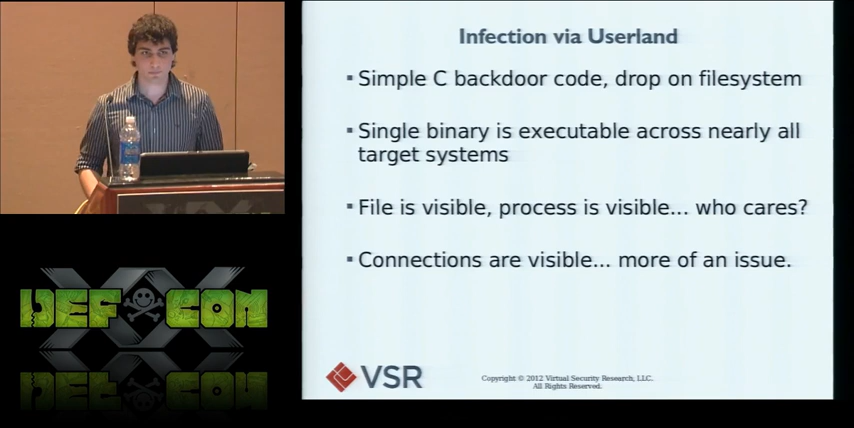 Infection via Userland
▪ Simple C backdoor code, drop on filesystem
▪ Single binary is executable across nearly all
target systems
▪ File is visible, process is visible... who cares?
▪ Connections are visible... more of an issue.
DEF CON
XX
VSR
Copyright © 2012 Virtual Security Research, LLC.
All Rights Reserved.